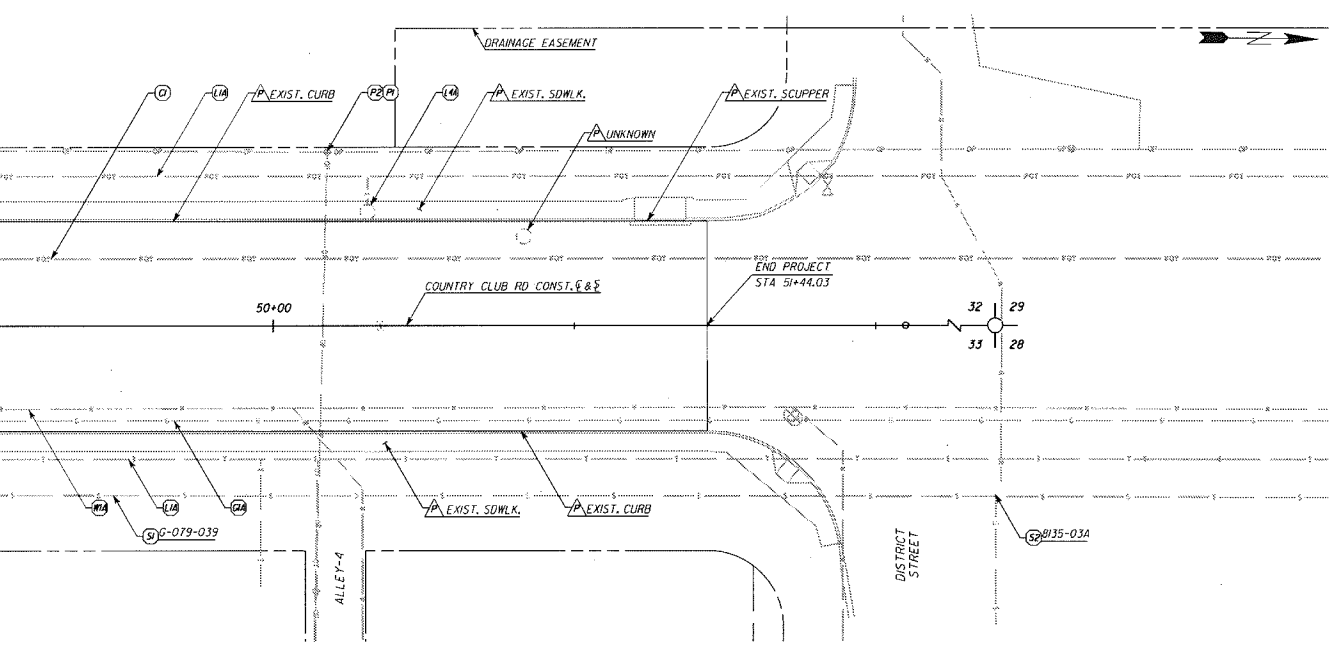 DRAINAGE EASEMENT
Z
C1
L1A
P EXIST. CURB
P2 P1
L4A
P EXIST. SDWLK.
P EXIST. SCUPPER
P UNKNOWN
COUNTRY CLUB RD CONST. ℄ &
END PROJECT
STA 51+44.03
50+00
32 29
33 28
W1A
L1A
G1A
P EXIST. SDWLK.
P EXIST. CURB
S1 G-079-039
S2 8135-03A
ALLEY-4
DISTRICT
STREET